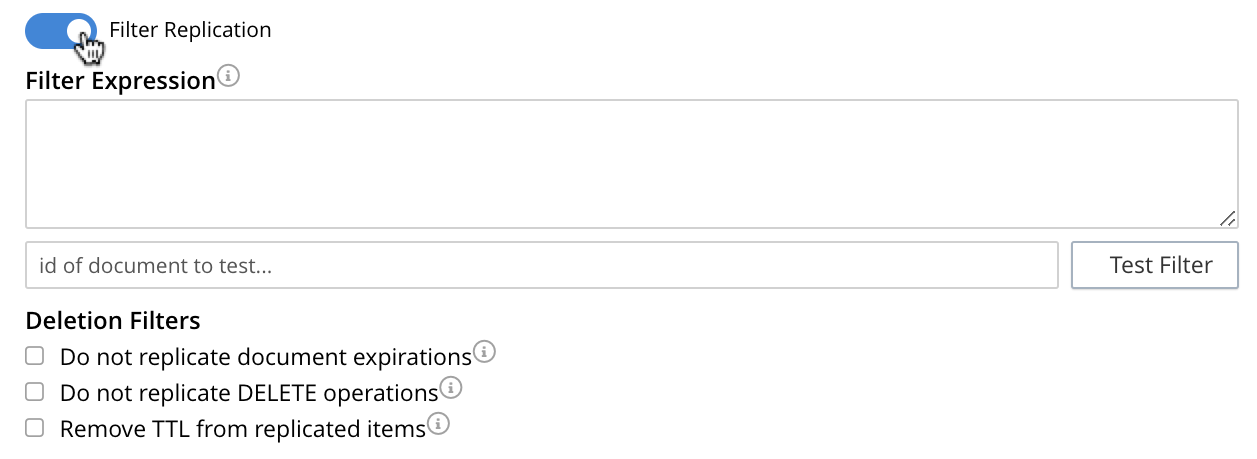 Filter Replication
Filter Expression
id of document to test...
Test Filter
Deletion Filters
Do not replicate document expirations
Do not replicate DELETE operations
Remove TTL from replicated items